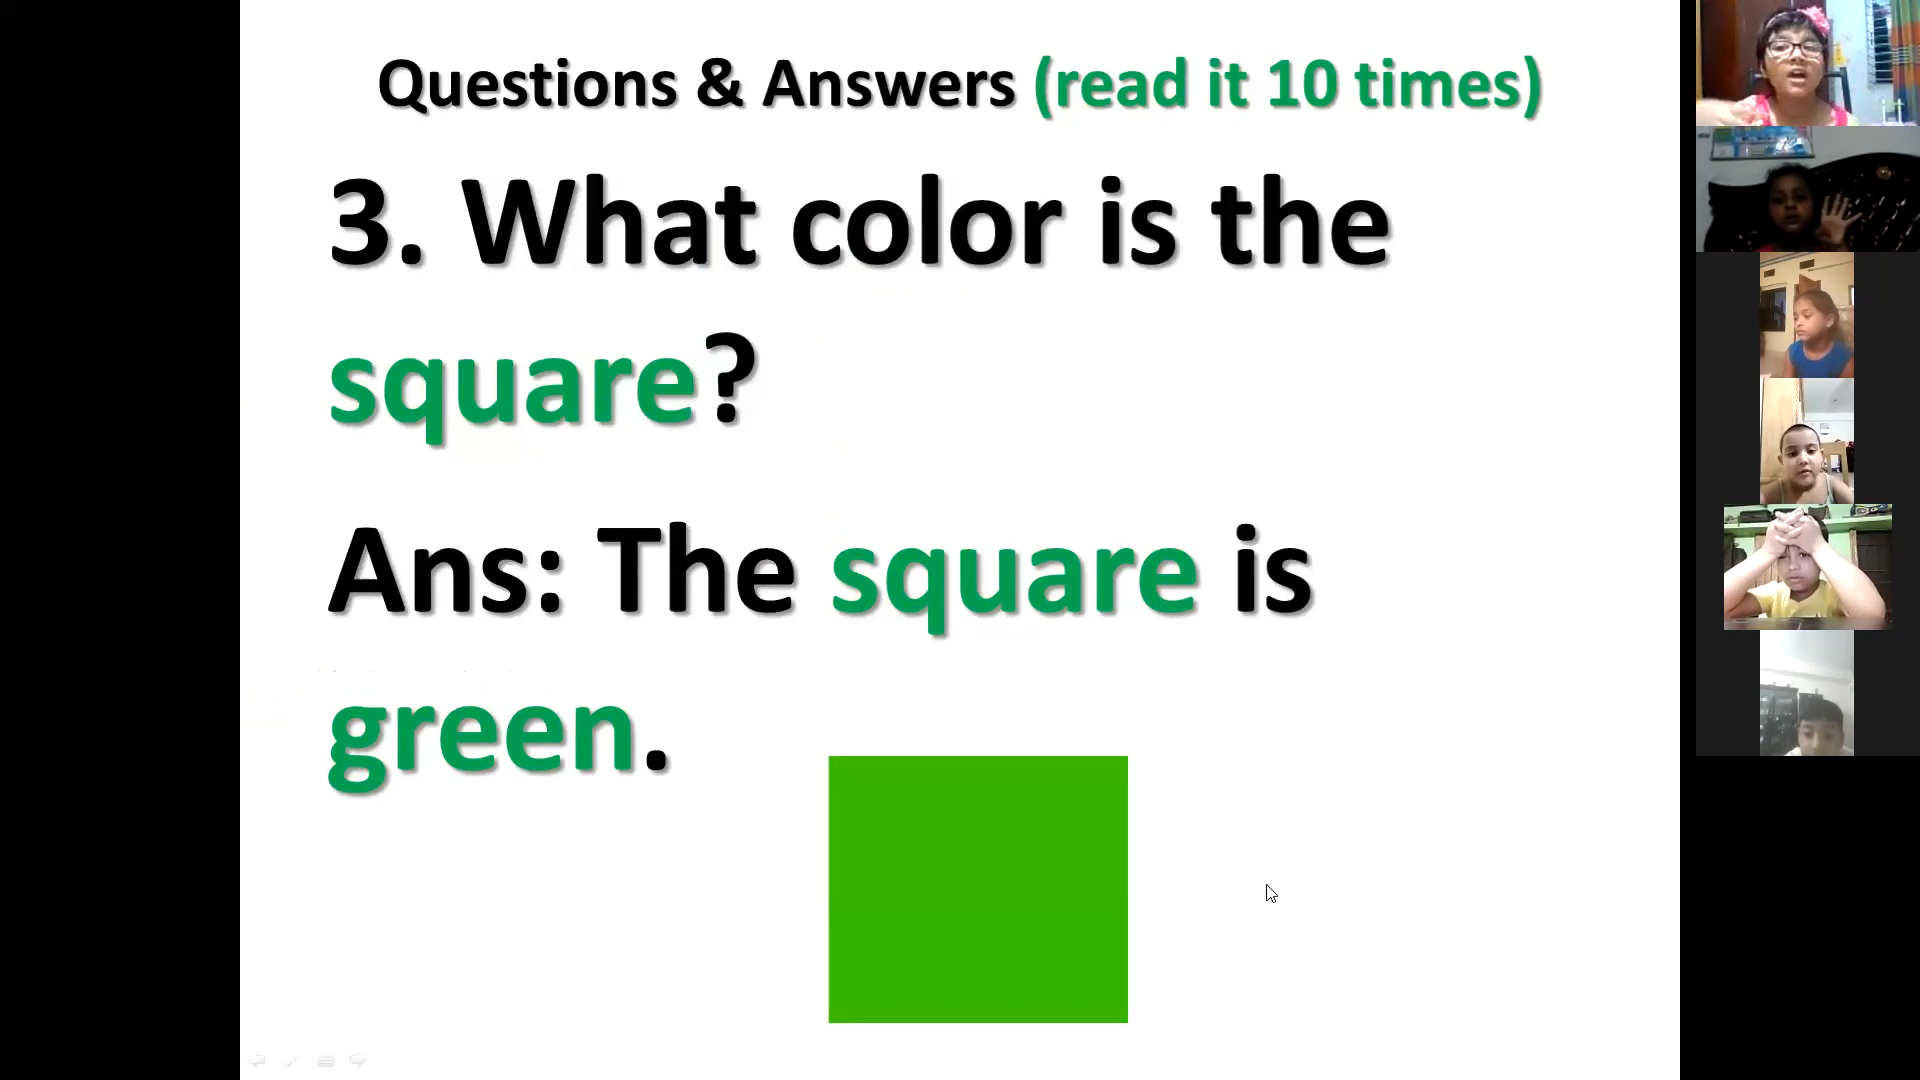 Questions & Answers (read it 10 times)
3. What color is the
square?
Ans: The square is
green.